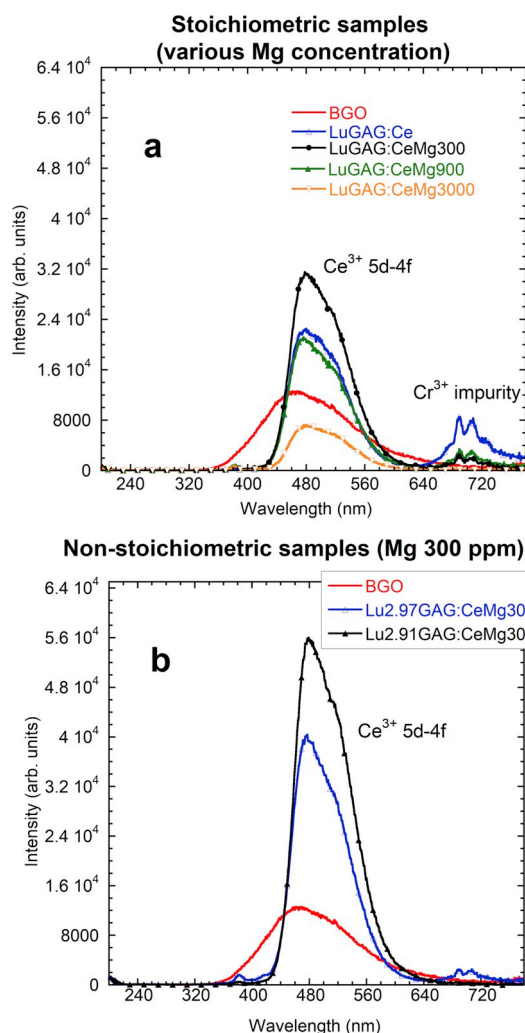 Stoichiometric samples
(various Mg concentration)
6.4 10⁴
5.6 10⁴
4.8 10⁴
4 10⁴
3.2 10⁴
2.4 10⁴
1.6 10⁴
8000
0
Intensity (arb. units)
a
BGO
LuGAG:Ce
LuGAG:CeMg300
LuGAG:CeMg900
LuGAG:CeMg3000
Ce³⁺ 5d-4f
Cr³⁺ impurity
240 320 400 480 560 640 720
Wavelength (nm)
Non-stoichiometric samples (Mg 300 ppm)
6.4 10⁴
5.6 10⁴
4.8 10⁴
4 10⁴
3.2 10⁴
2.4 10⁴
1.6 10⁴
8000
0
Intensity (arb. units)
b
BGO
Lu2.97GAG:CeMg30
Lu2.91GAG:CeMg30
Ce³⁺ 5d-4f
240 320 400 480 560 640 720
Wavelength (nm)